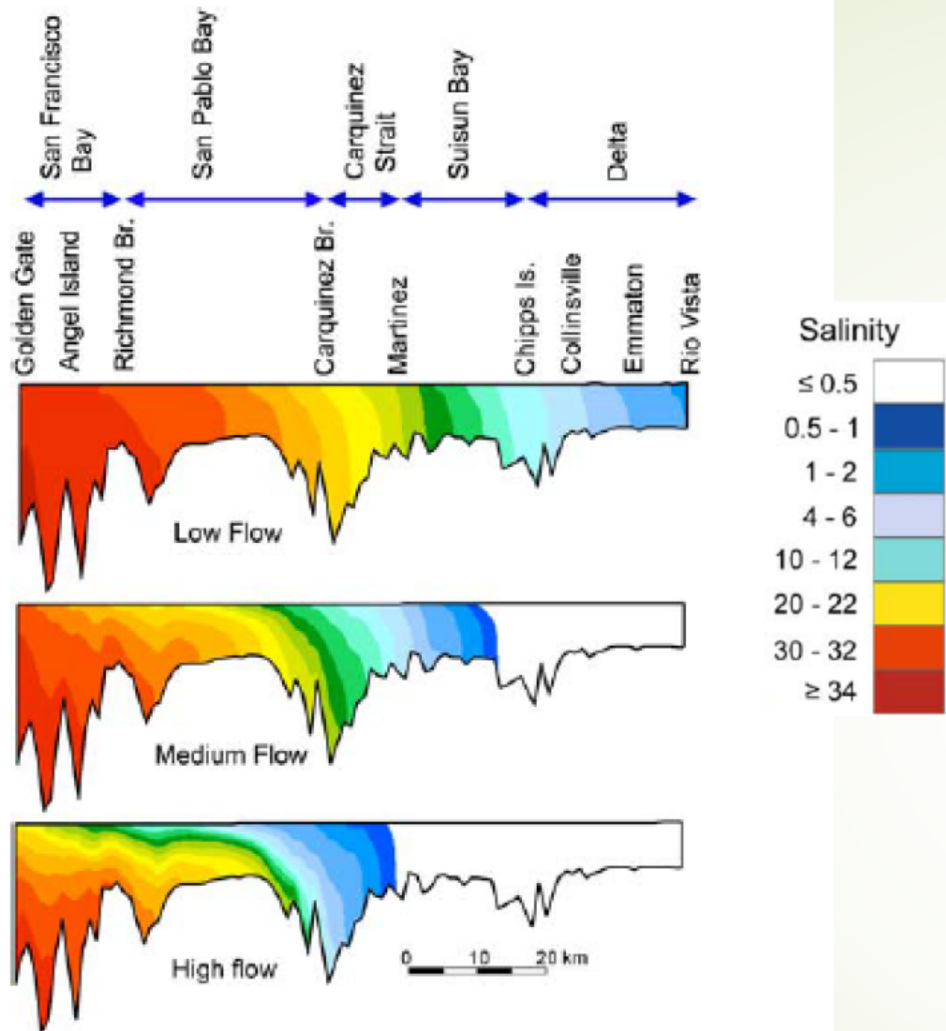 San Francisco
Bay
San Pablo Bay
Carquinez
Strait
Suisun Bay
Delta
Golden Gate
Angel Island
Richmond Br.
Carquinez Br.
Martinez
Chipps Is.
Collinsville
Emmaton
Rio Vista
Low Flow
Medium Flow
High flow
0 10 20 km
Salinity
≤ 0.5
0.5 - 1
1 - 2
4 - 6
10 - 12
20 - 22
30 - 32
≥ 34